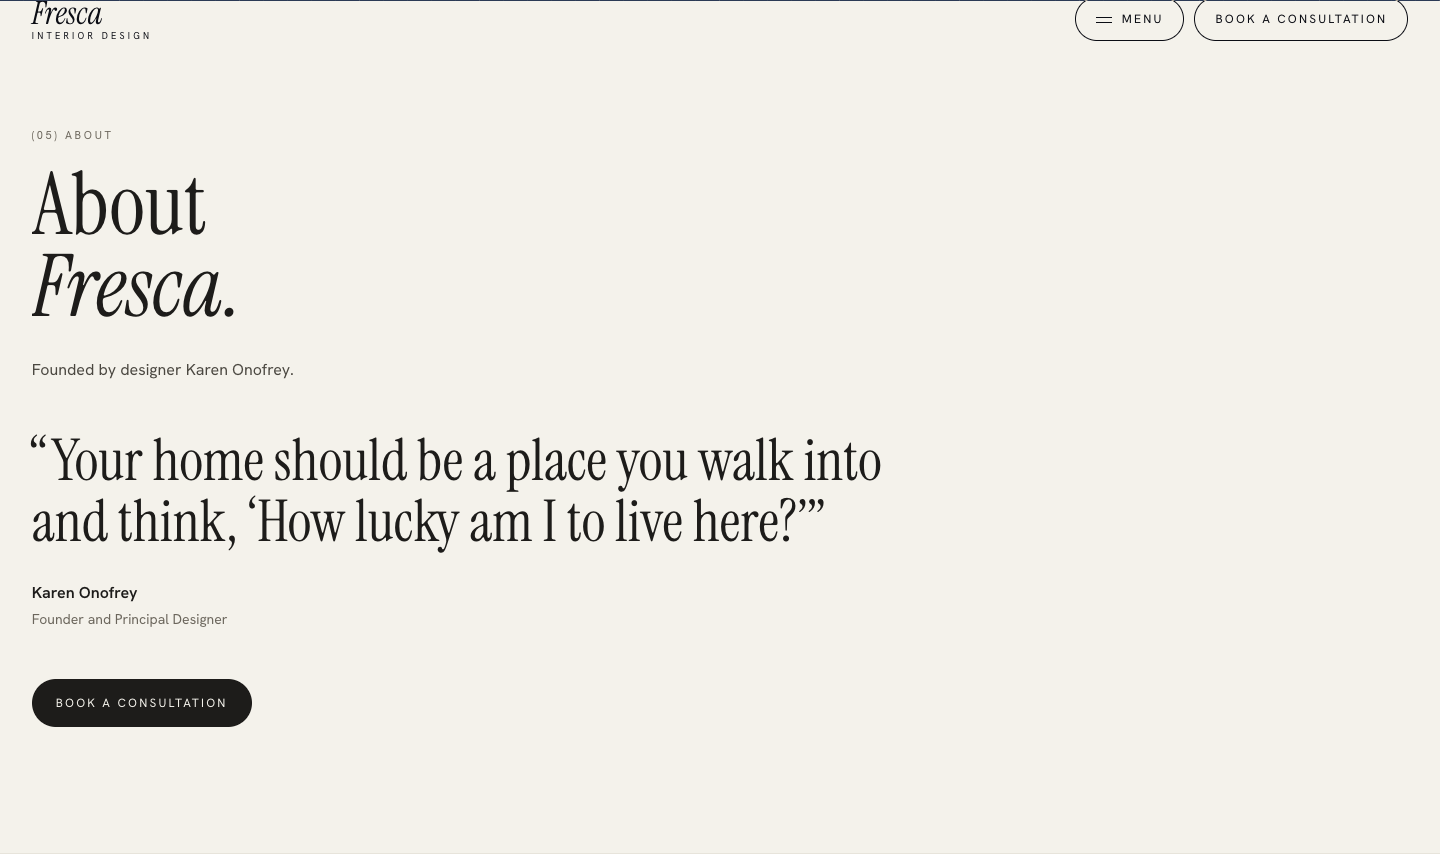 Fresca
INTERIOR DESIGN
MENU
BOOK A CONSULTATION
(05) ABOUT
About
Fresca.
Founded by designer Karen Onofrey.
“Your home should be a place you walk into
and think, ‘How lucky am I to live here?’”
Karen Onofrey
Founder and Principal Designer
BOOK A CONSULTATION